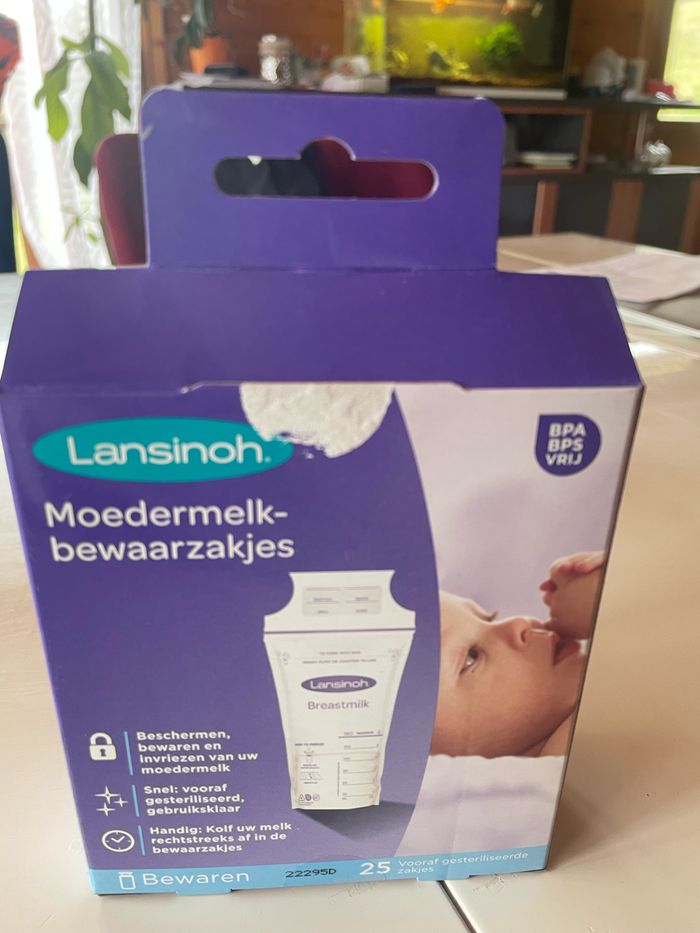 Lansinoh®
BPA
BPS
VRIJ
Moedermelk-
bewaarzakjes
Lansinoh
Breastmilk
Beschermen,
bewaren en
invriezen van uw
moedermelk
Snel: vooraf
gesteriliseerd,
gebruiksklaar
Handig: Kolf uw melk
rechtstreeks af in de
bewaarzakjes
Bewaren
22295D
25 Vooraf gesteriliseerde
zakjes